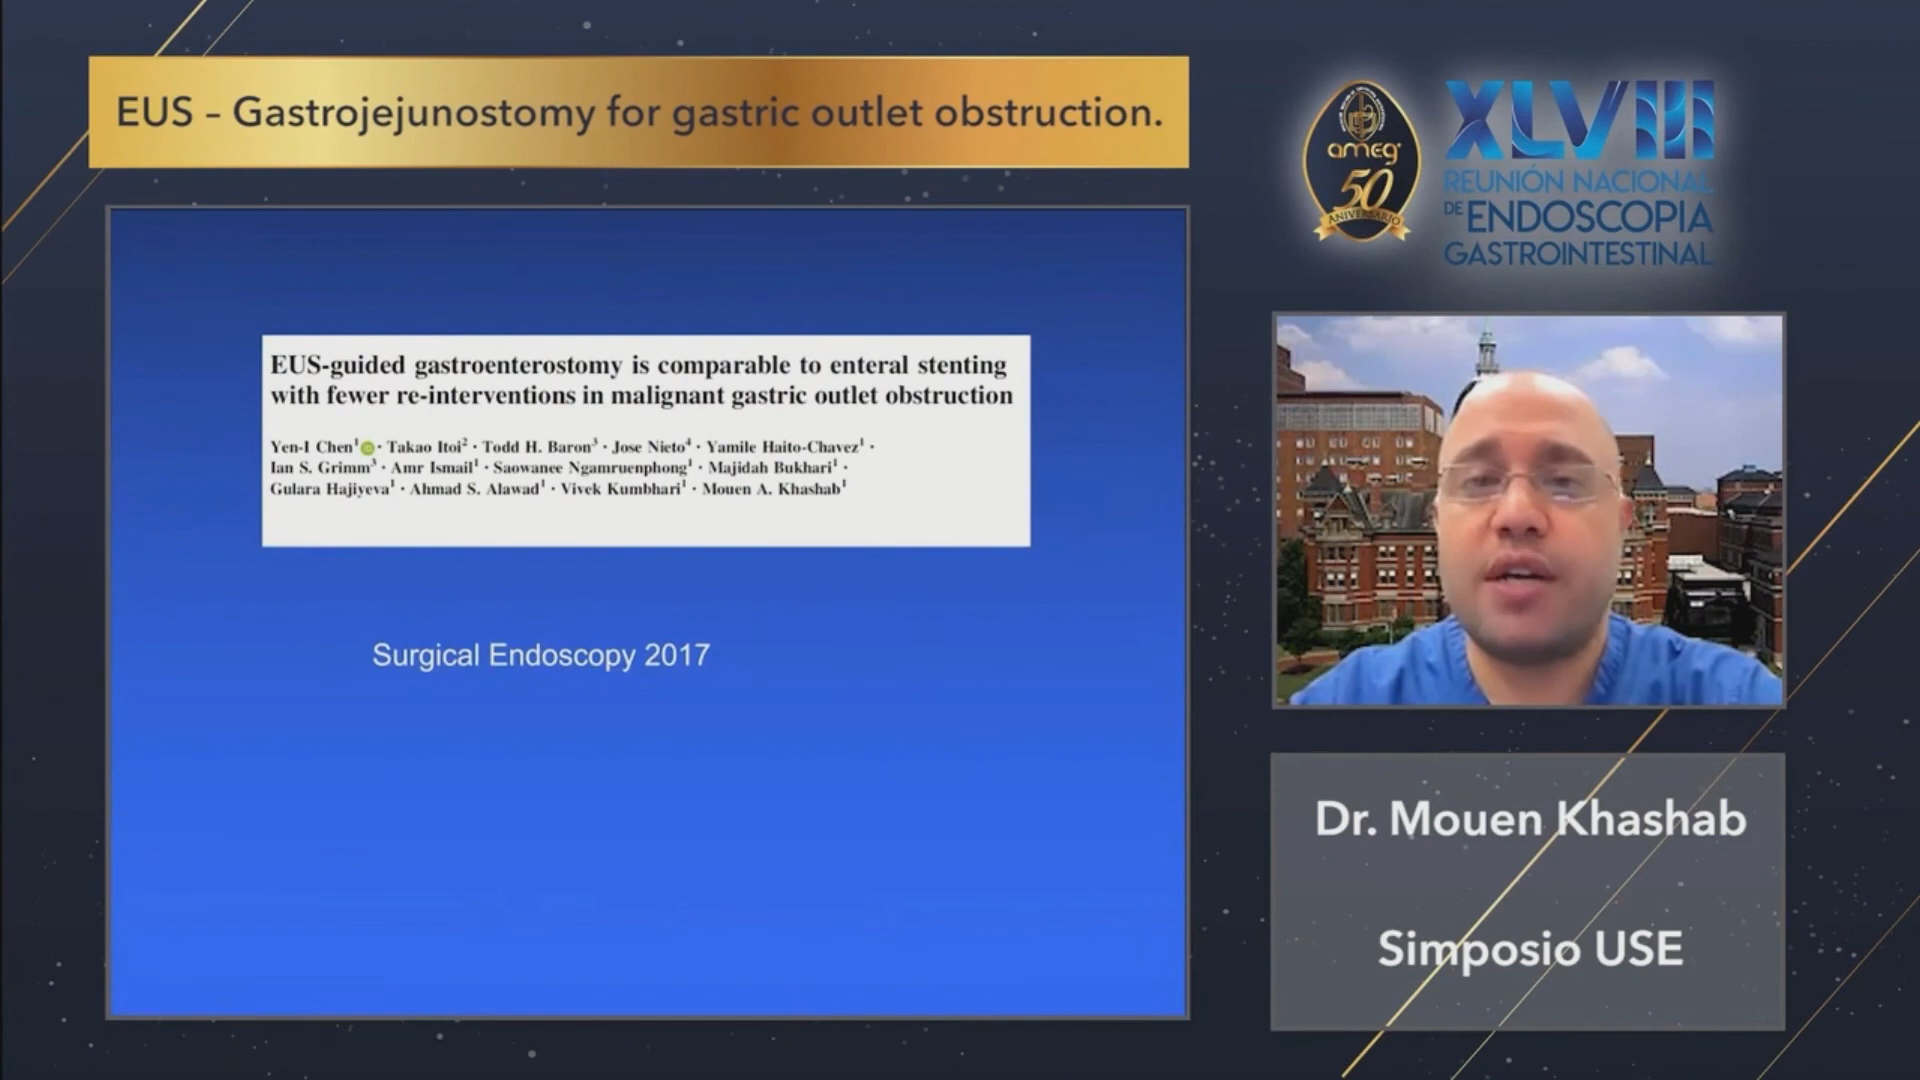 EUS – Gastrojejunostomy for gastric outlet obstruction.
ameg
50
ANIVERSARIO
XLVIII
REUNIÓN NACIONAL
DE ENDOSCOPIA
GASTROINTESTINAL
EUS-guided gastroenterostomy is comparable to enteral stenting
with fewer re-interventions in malignant gastric outlet obstruction
Yen-I Chen¹ · Takao Itoi² · Todd H. Baron³ · Jose Nieto⁴ · Yamile Haito-Chavez¹ ·
Ian S. Grimm³ · Amr Ismail¹ · Saowanee Ngamruenphong¹ · Majidah Bukhari¹ ·
Gulara Hajiyeva¹ · Ahmad S. Alawad¹ · Vivek Kumbhari¹ · Mouen A. Khashab¹
Surgical Endoscopy 2017
Dr. Mouen Khashab
Simposio USE